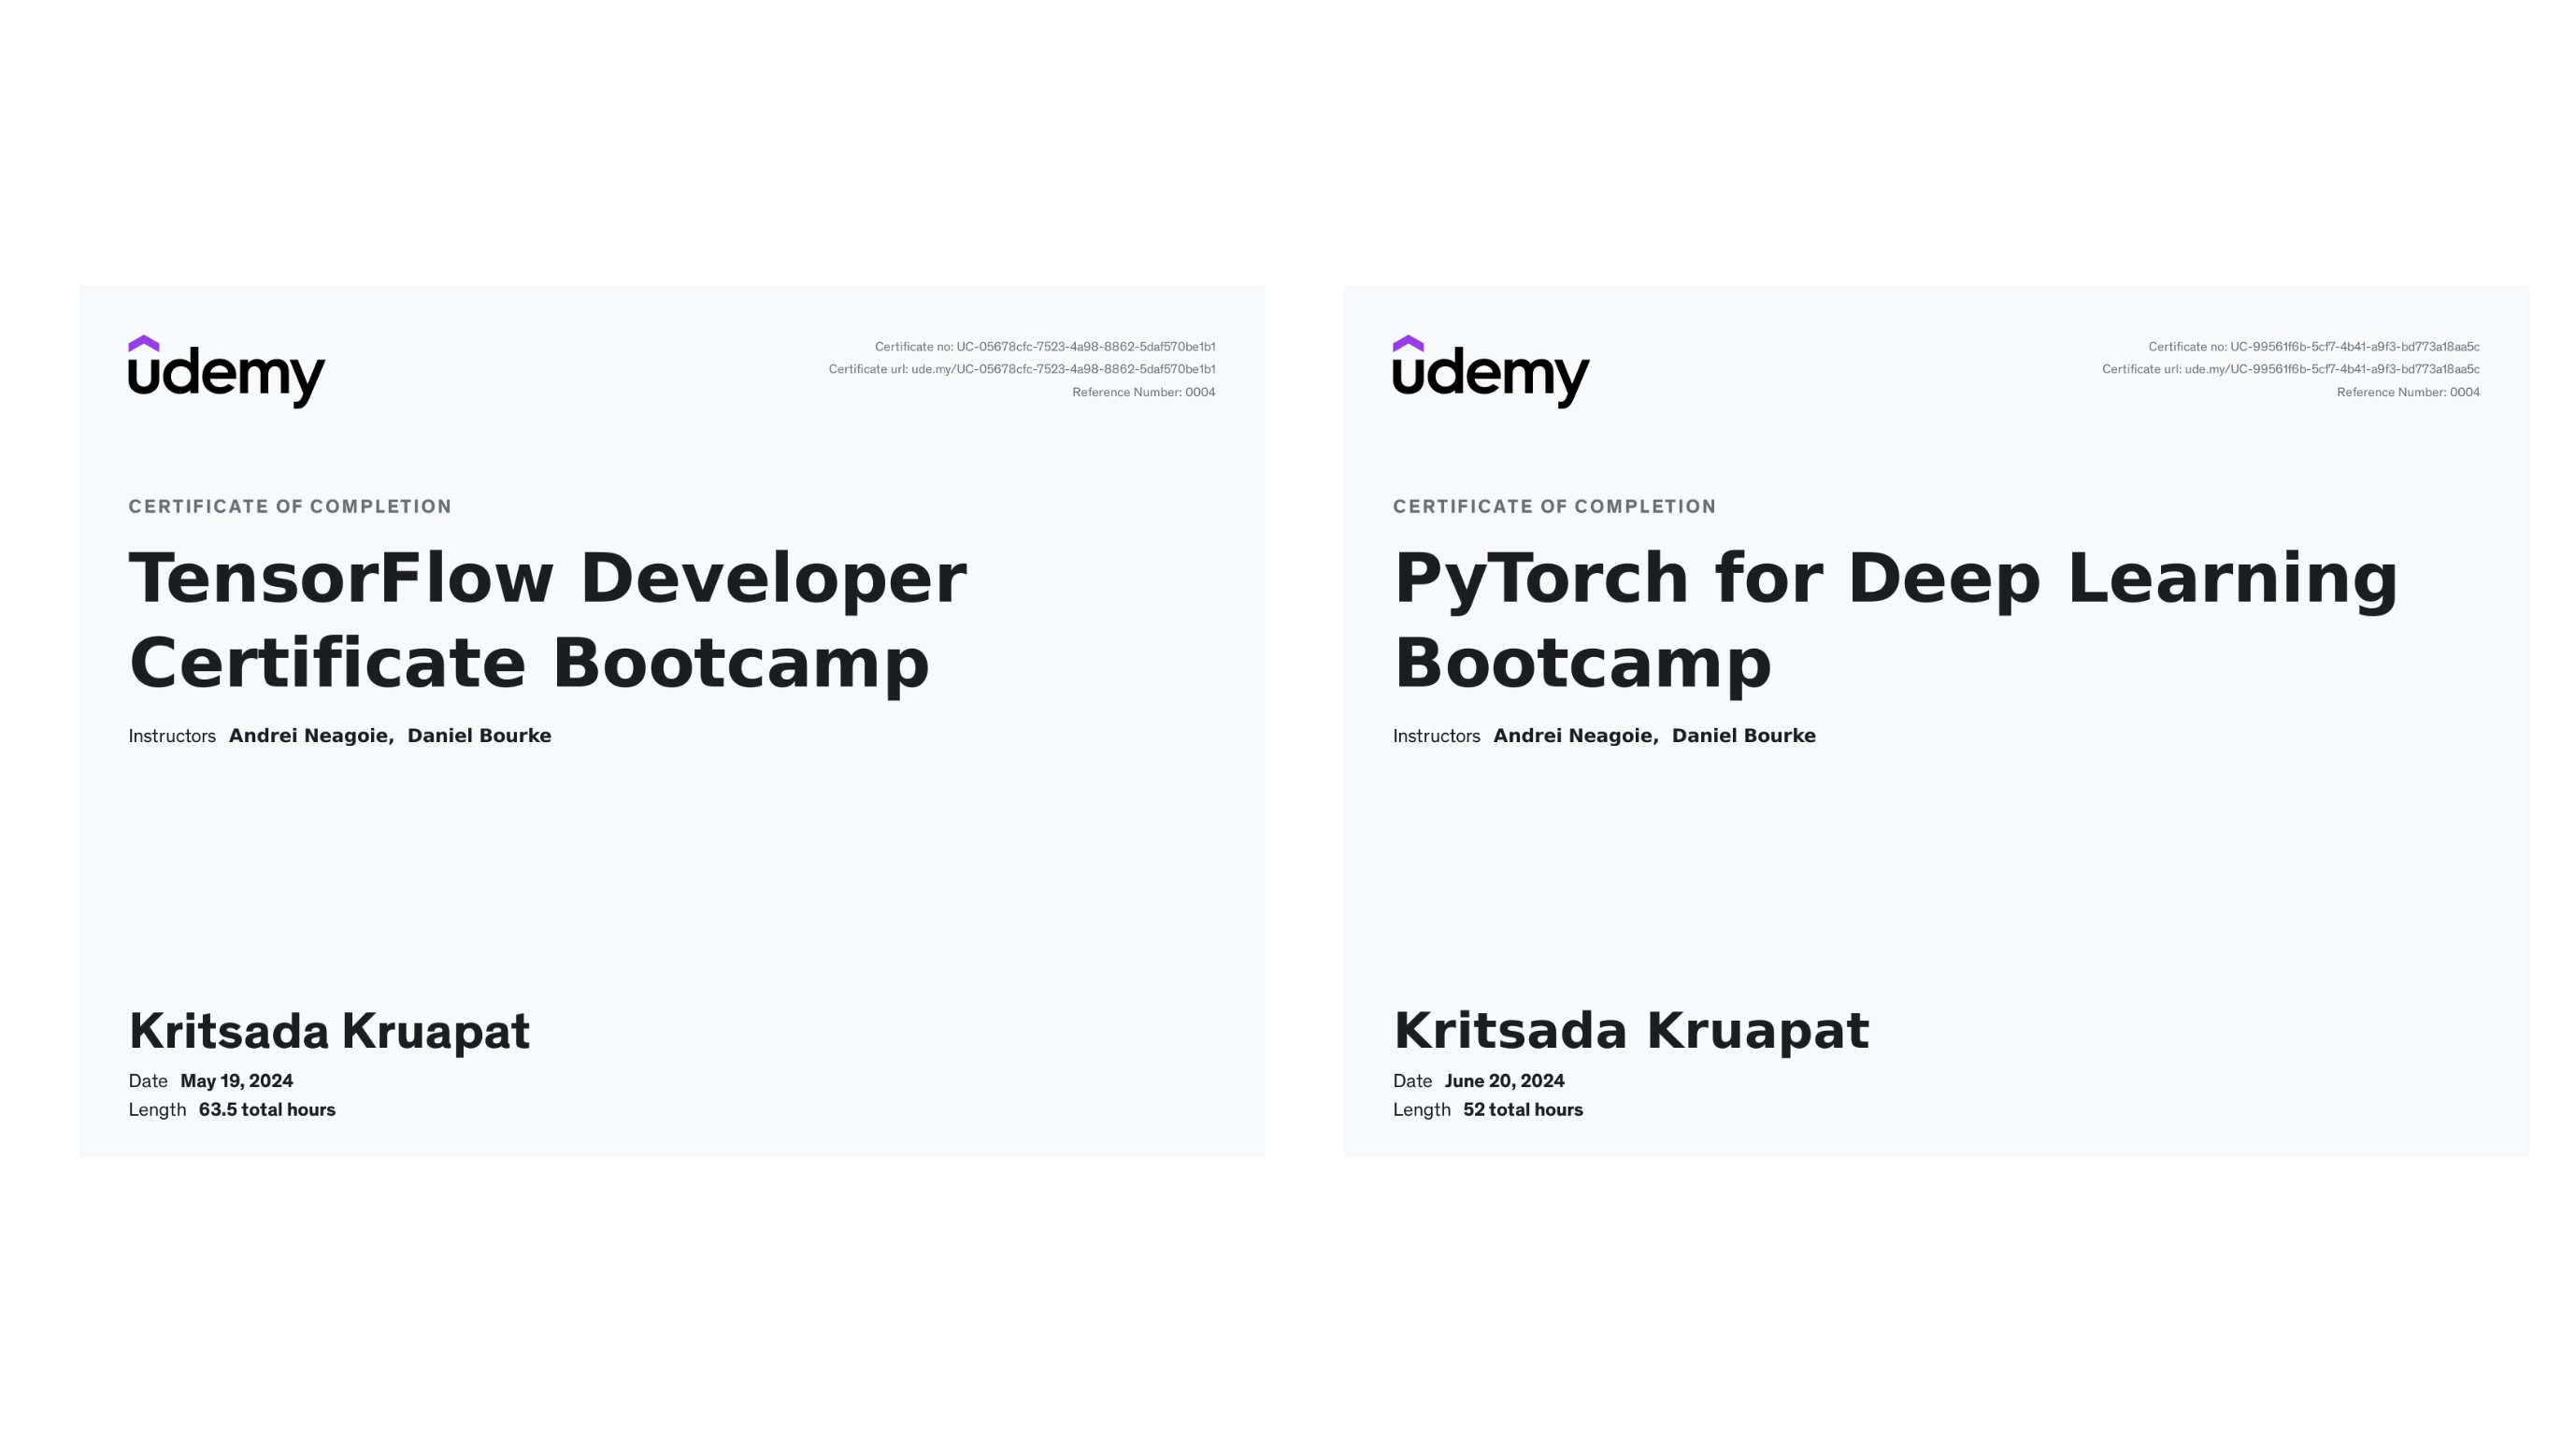 udemy
Certificate no: UC-05678cfc-7523-4a98-8862-5daf570be1b1
Certificate url: ude.my/UC-05678cfc-7523-4a98-8862-5daf570be1b1
Reference Number: 0004
CERTIFICATE OF COMPLETION
TensorFlow Developer
Certificate Bootcamp
Instructors Andrei Neagoie, Daniel Bourke
Kritsada Kruapat
Date May 19, 2024
Length 63.5 total hours
udemy
Certificate no: UC-99561f6b-5cf7-4b41-a9f3-bd773a18aa5c
Certificate url: ude.my/UC-99561f6b-5cf7-4b41-a9f3-bd773a18aa5c
Reference Number: 0004
CERTIFICATE OF COMPLETION
PyTorch for Deep Learning
Bootcamp
Instructors Andrei Neagoie, Daniel Bourke
Kritsada Kruapat
Date June 20, 2024
Length 52 total hours